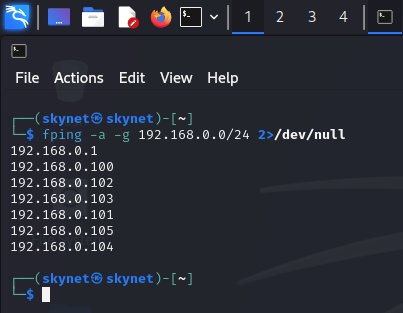 1 2 3 4
File Actions Edit View Help
┌──(skynet㉿skynet)-[~]
└─$ fping -a -g 192.168.0.0/24 2>/dev/null
192.168.0.1
192.168.0.100
192.168.0.102
192.168.0.103
192.168.0.101
192.168.0.105
192.168.0.104
┌──(skynet㉿skynet)-[~]
└─$